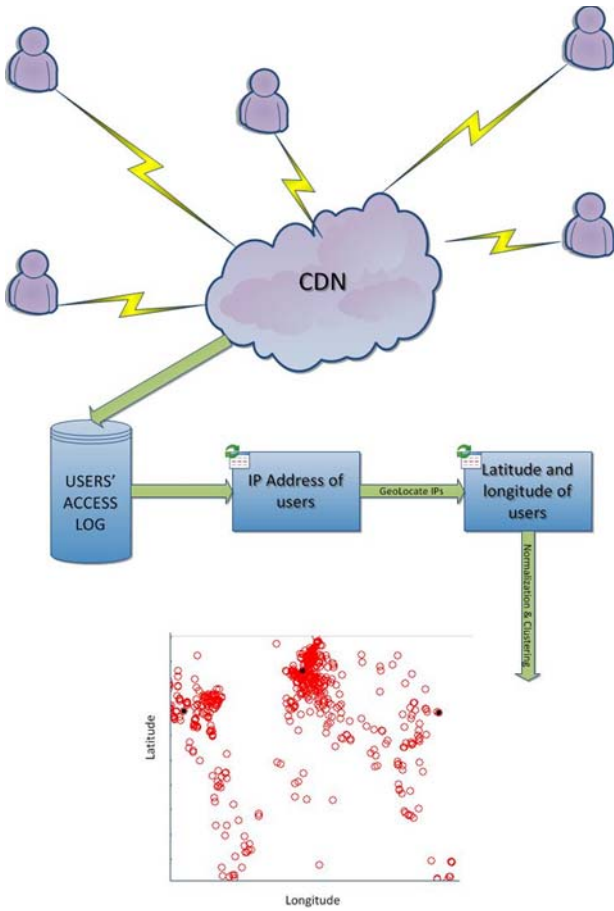 CDN
USERS'
ACCESS
LOG
IP Address of
users
GeoLocate IPs
Latitude and
longitude of
users
Normalization & Clustering
Latitude
Longitude